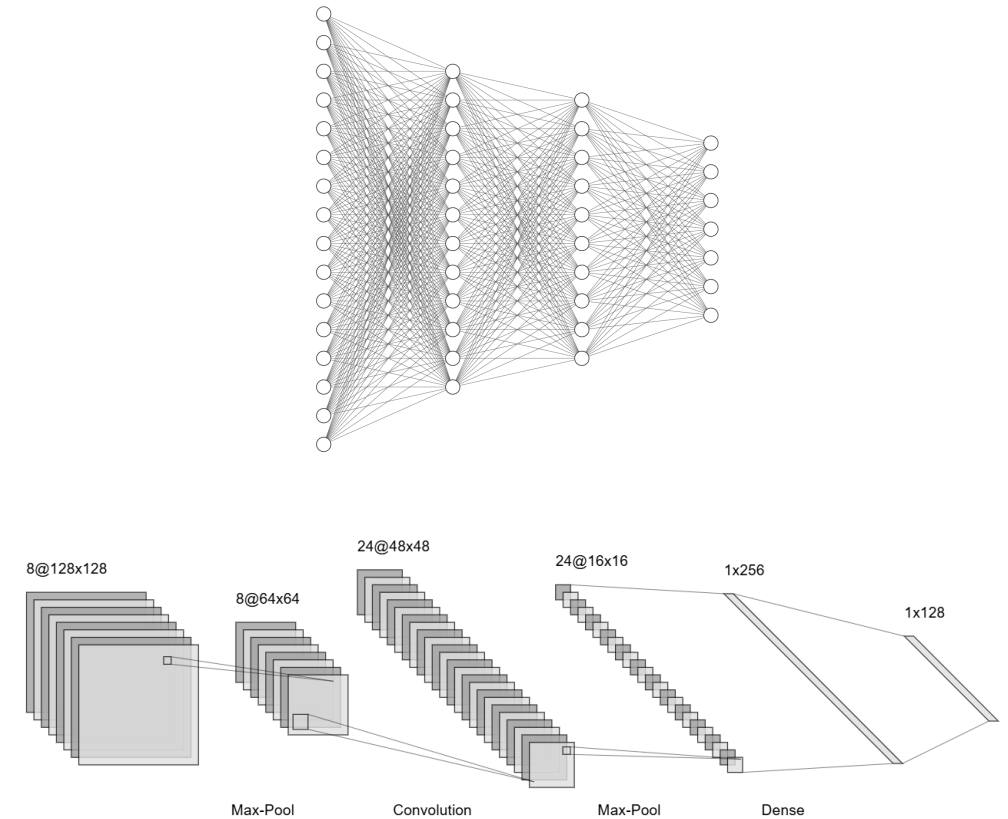 24@48x48
8@128x128
24@16x16
1x256
8@64x64
1x128
Max-Pool
Convolution
Max-Pool
Dense